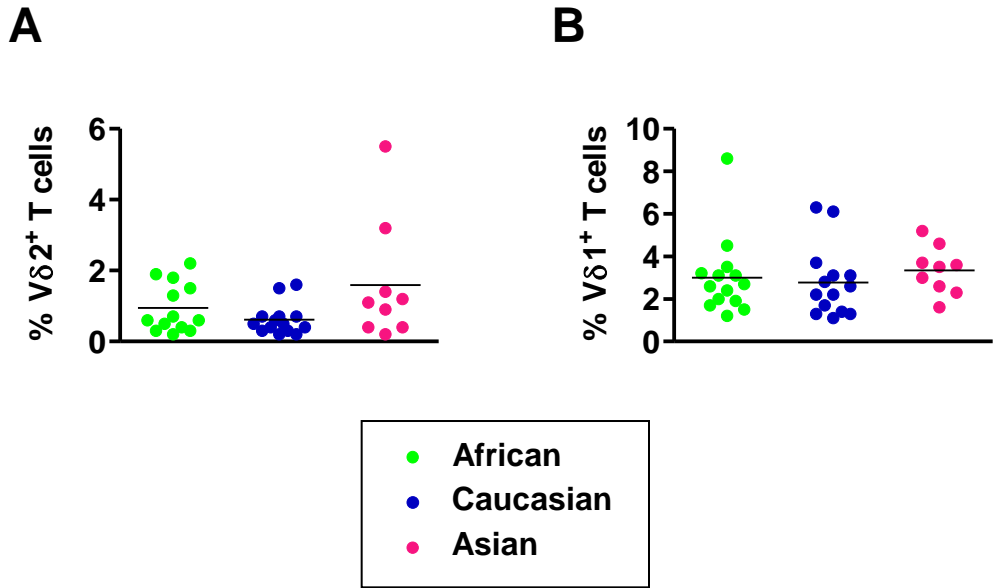 A
% Vδ2⁺ T cells
6
4
2
0
B
% Vδ1⁺ T cells
10
8
6
4
2
0
African
Caucasian
Asian